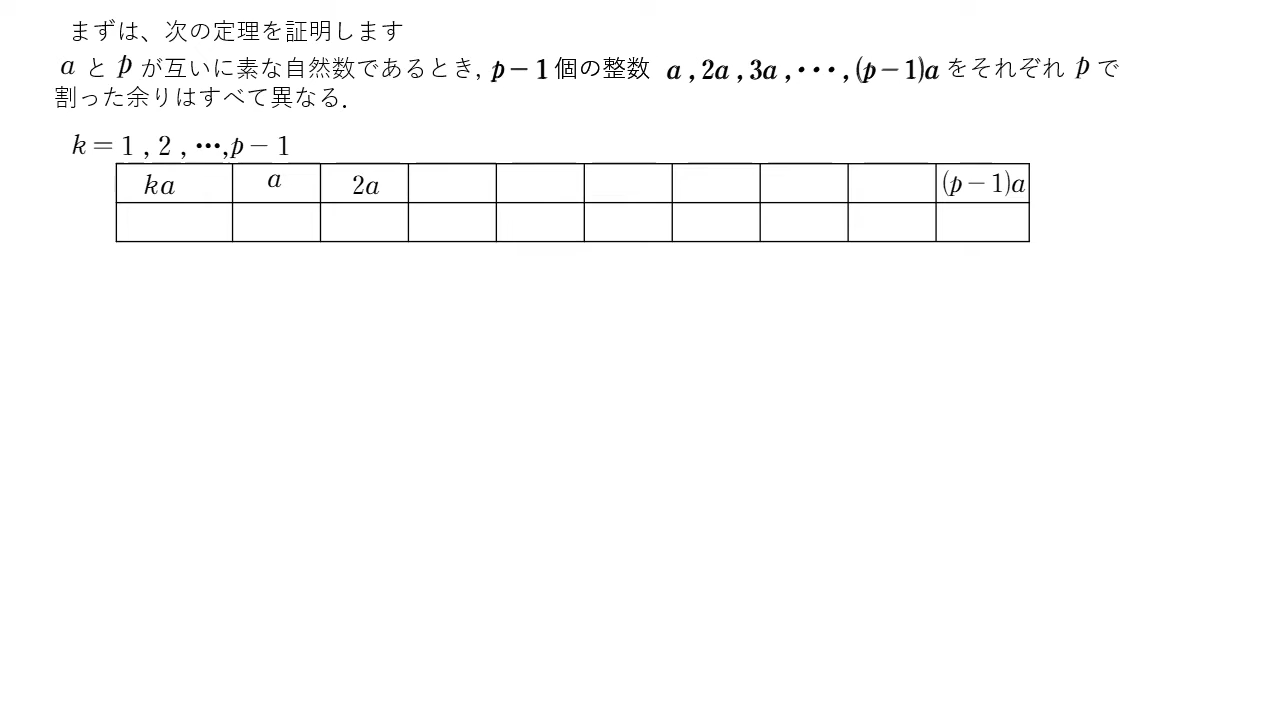 まずは、次の定理を証明します
a と p が互いに素な自然数であるとき, p－1 個の整数 a , 2a , 3a , ・・・ , (p－1)a をそれぞれ p で
割った余りはすべて異なる.
k＝1 , 2 , …,p－1
ka a 2a (p－1)a